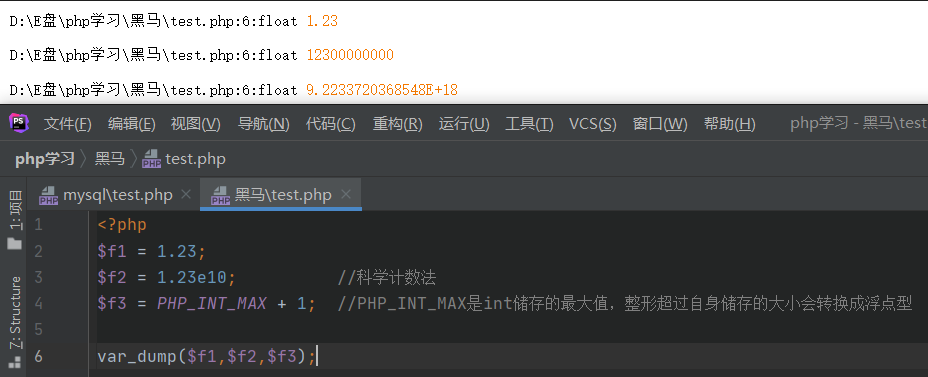 D:\E盘\php学习\黑马\test.php:6:float 1.23
D:\E盘\php学习\黑马\test.php:6:float 12300000000
D:\E盘\php学习\黑马\test.php:6:float 9.2233720368548E+18
PS 文件(F) 编辑(E) 视图(V) 导航(N) 代码(C) 重构(R) 运行(U) 工具(T) VCS(S) 窗口(W) 帮助(H) php学习 - 黑马\test
php学习 黑马 PHP test.php
1: 项目
PHP mysql\test.php PHP 黑马\test.php
1 <?php
2 $f1 = 1.23;
3 $f2 = 1.23e10; //科学计数法
4 $f3 = PHP_INT_MAX + 1; //PHP_INT_MAX是int储存的最大值，整形超过自身储存的大小会转换成浮点型
5
6 var_dump($f1,$f2,$f3);
Z: Structure